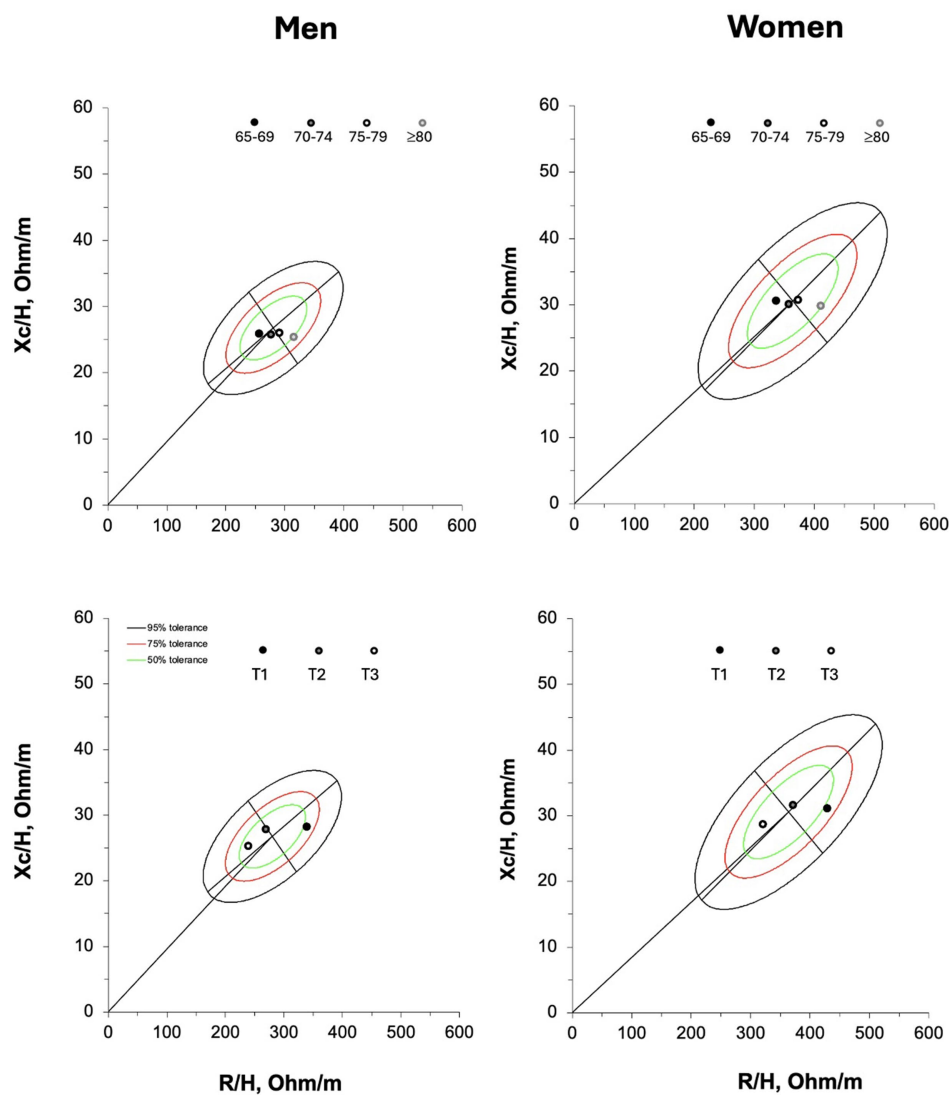 Men
Women
60
65-69 70-74 75-79 ≥80
50
40
Xc/H, Ohm/m
30
20
10
0
0 100 200 300 400 500 600
60
65-69 70-74 75-79 ≥80
50
40
Xc/H, Ohm/m
30
20
10
0
0 100 200 300 400 500 600
60
95% tolerance
75% tolerance
50% tolerance
T1 T2 T3
50
40
Xc/H, Ohm/m
30
20
10
0
0 100 200 300 400 500 600
R/H, Ohm/m
60
T1 T2 T3
50
40
Xc/H, Ohm/m
30
20
10
0
0 100 200 300 400 500 600
R/H, Ohm/m